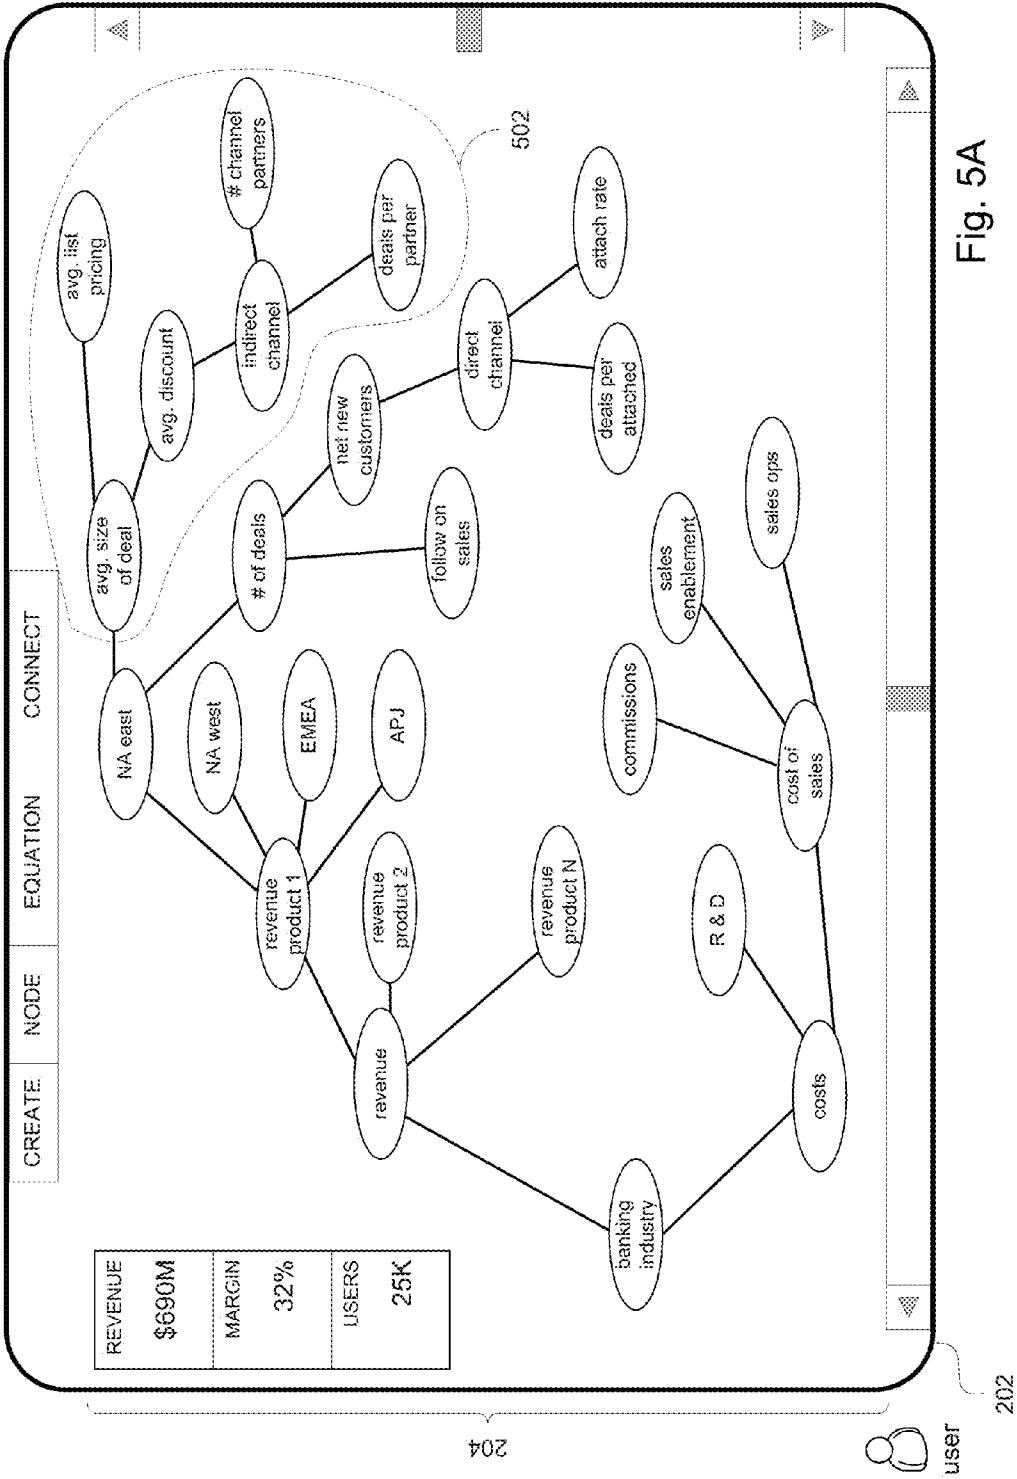 CREATE
NODE
EQUATION
CONNECT
REVENUE
$690M
MARGIN
32%
USERS
25K
banking
industry
revenue
costs
revenue
product 1
revenue
product 2
revenue
product N
R & D
cost of
sales
NA east
NA west
EMEA
APJ
commissions
sales
enablement
sales ops
avg. size
of deal
# of deals
follow on
sales
avg. list
pricing
avg. discount
net new
customers
indirect
channel
direct
channel
# channel
partners
deals per
partner
deals per
attached
attach rate
502
204
202
user
Fig. 5A